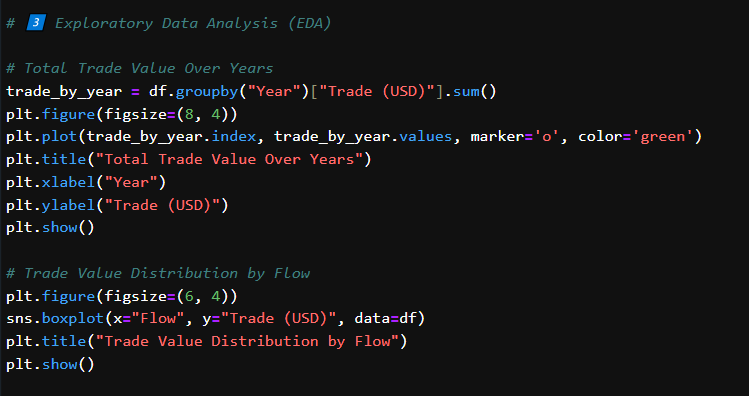 # 3️⃣ Exploratory Data Analysis (EDA)
# Total Trade Value Over Years
trade_by_year = df.groupby("Year")["Trade (USD)"].sum()
plt.figure(figsize=(8, 4))
plt.plot(trade_by_year.index, trade_by_year.values, marker='o', color='green')
plt.title("Total Trade Value Over Years")
plt.xlabel("Year")
plt.ylabel("Trade (USD)")
plt.show()
# Trade Value Distribution by Flow
plt.figure(figsize=(6, 4))
sns.boxplot(x="Flow", y="Trade (USD)", data=df)
plt.title("Trade Value Distribution by Flow")
plt.show()